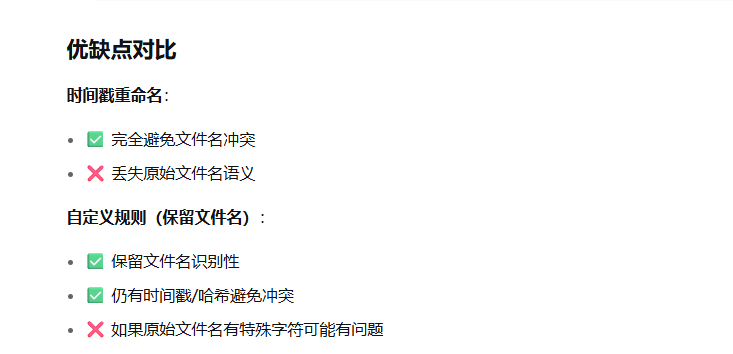 优缺点对比
时间戳重命名：
• ✅ 完全避免文件名冲突
• ❌ 丢失原始文件名语义
自定义规则（保留文件名）：
• ✅ 保留文件名识别性
• ✅ 仍有时间戳/哈希避免冲突
• ❌ 如果原始文件名有特殊字符可能有问题